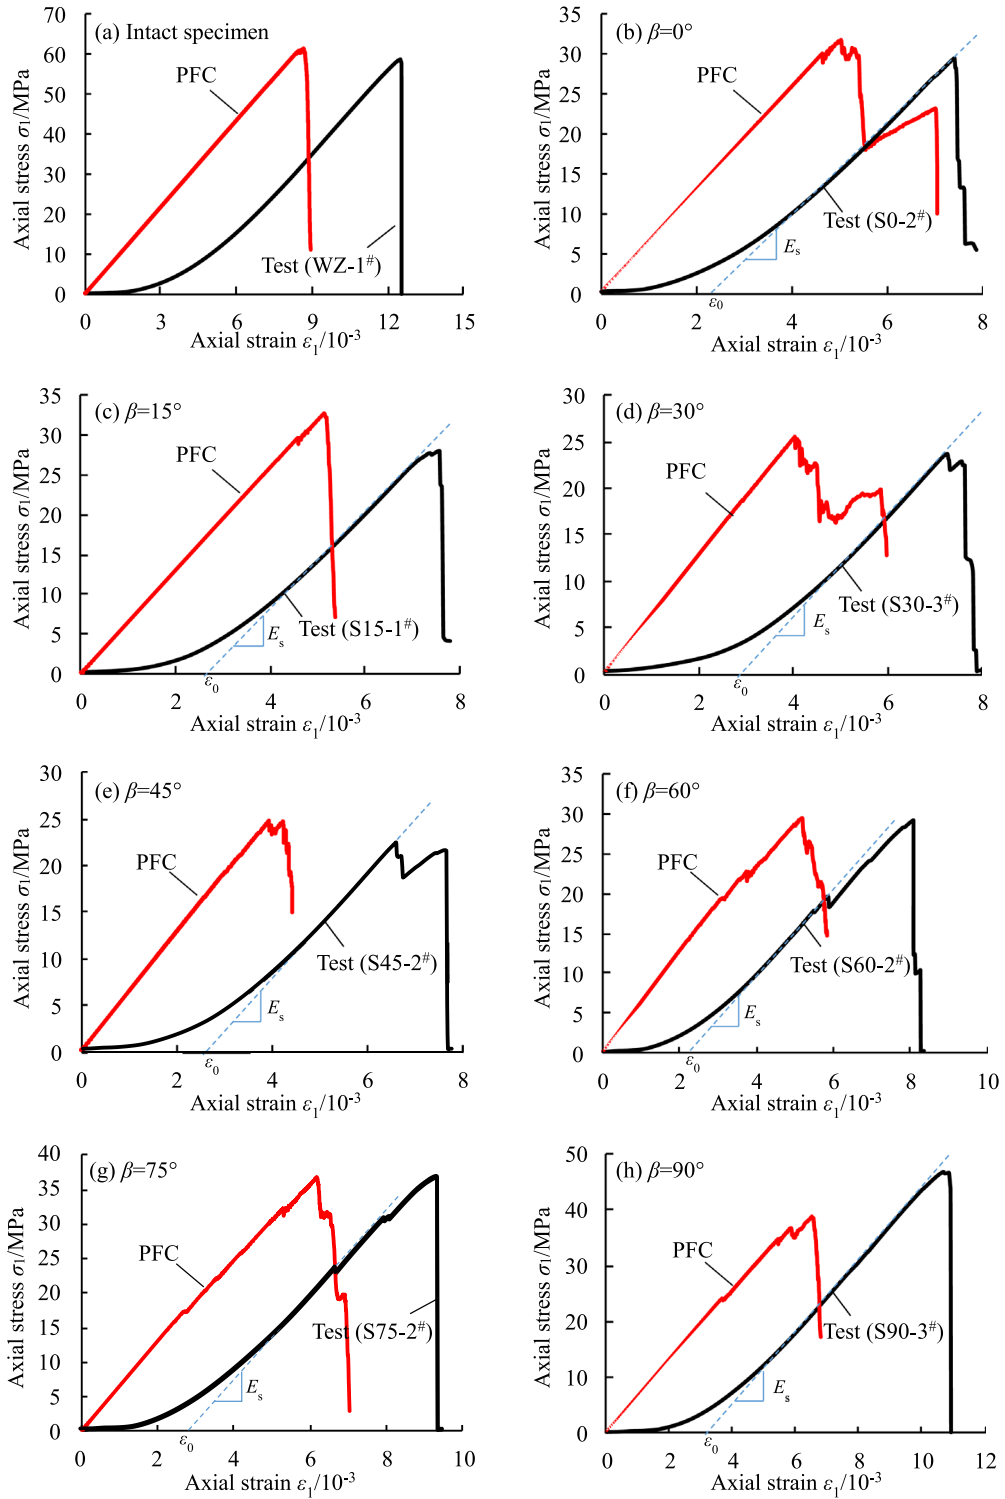 (a) Intact specimen
Axial stress σ1/MPa
70
60
50
40
30
20
10
0
PFC
Test (WZ-1#)
0 3 6 9 12 15
Axial strain ε1/10-3
(b) β=0°
Axial stress σ1/MPa
35
30
25
20
15
10
5
0
PFC
Test (S0-2#)
Es
ε0
0 2 4 6 8
Axial strain ε1/10-3
(c) β=15°
Axial stress σ1/MPa
35
30
25
20
15
10
5
0
PFC
Test (S15-1#)
Es
ε0
0 2 4 6 8
Axial strain ε1/10-3
(d) β=30°
Axial stress σ1/MPa
30
25
20
15
10
5
0
PFC
Test (S30-3#)
Es
ε0
0 2 4 6 8
Axial strain ε1/10-3
(e) β=45°
Axial stress σ1/MPa
30
25
20
15
10
5
0
PFC
Test (S45-2#)
Es
ε0
0 2 4 6 8
Axial strain ε1/10-3
(f) β=60°
Axial stress σ1/MPa
35
30
25
20
15
10
5
0
PFC
Test (S60-2#)
Es
ε0
0 2 4 6 8 10
Axial strain ε1/10-3
(g) β=75°
Axial stress σ1/MPa
40
35
30
25
20
15
10
5
0
PFC
Test (S75-2#)
Es
ε0
0 2 4 6 8 10
Axial strain ε1/10-3
(h) β=90°
Axial stress σ1/MPa
50
40
30
20
10
0
PFC
Test (S90-3#)
Es
ε0
0 2 4 6 8 10 12
Axial strain ε1/10-3